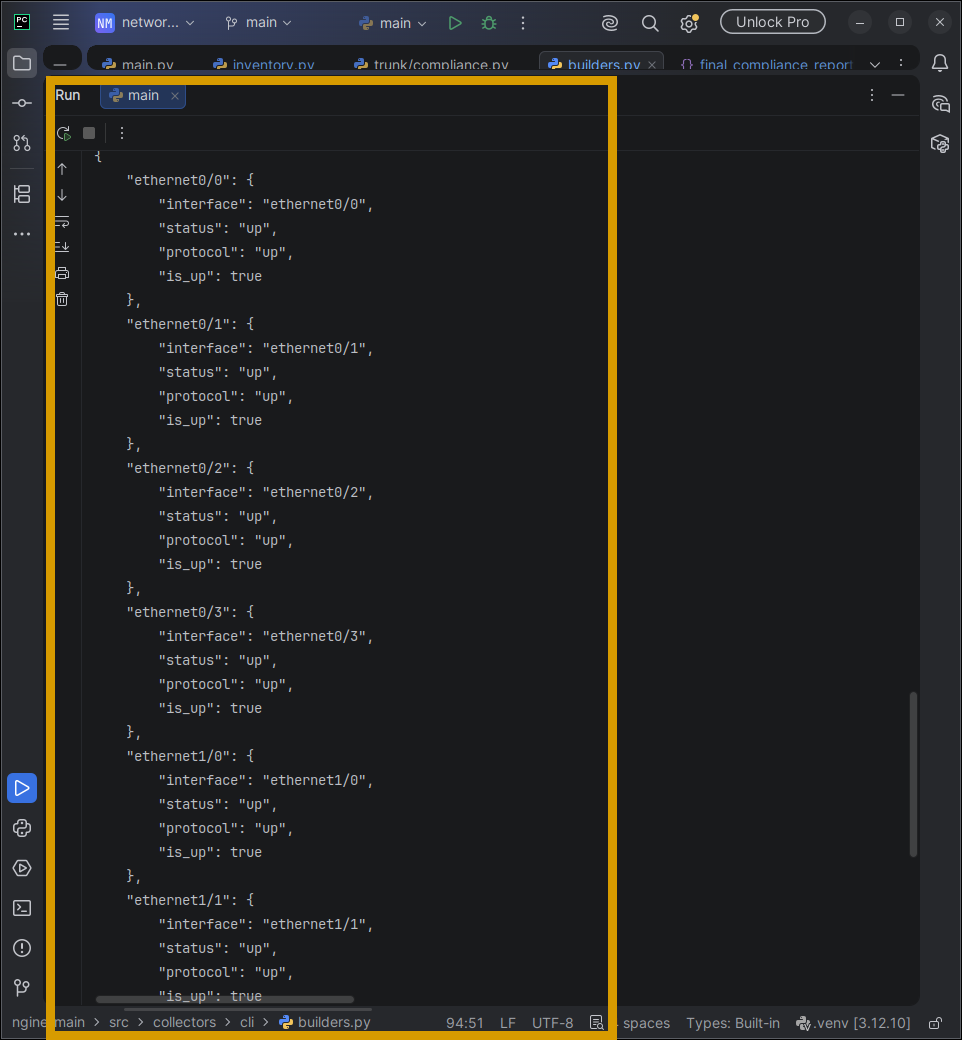 PC NM networ... main main Unlock Pro
main.py inventory.py trunk/compliance.py builders.py {} final_compliance_report
Run main
{
"ethernet0/0": {
"interface": "ethernet0/0",
"status": "up",
"protocol": "up",
"is_up": true
},
"ethernet0/1": {
"interface": "ethernet0/1",
"status": "up",
"protocol": "up",
"is_up": true
},
"ethernet0/2": {
"interface": "ethernet0/2",
"status": "up",
"protocol": "up",
"is_up": true
},
"ethernet0/3": {
"interface": "ethernet0/3",
"status": "up",
"protocol": "up",
"is_up": true
},
"ethernet1/0": {
"interface": "ethernet1/0",
"status": "up",
"protocol": "up",
"is_up": true
},
"ethernet1/1": {
"interface": "ethernet1/1",
"status": "up",
"protocol": "up",
"is_up": true
ngine main > src > collectors > cli > builders.py 94:51 LF UTF-8 spaces Types: Built-in .venv [3.12.10]